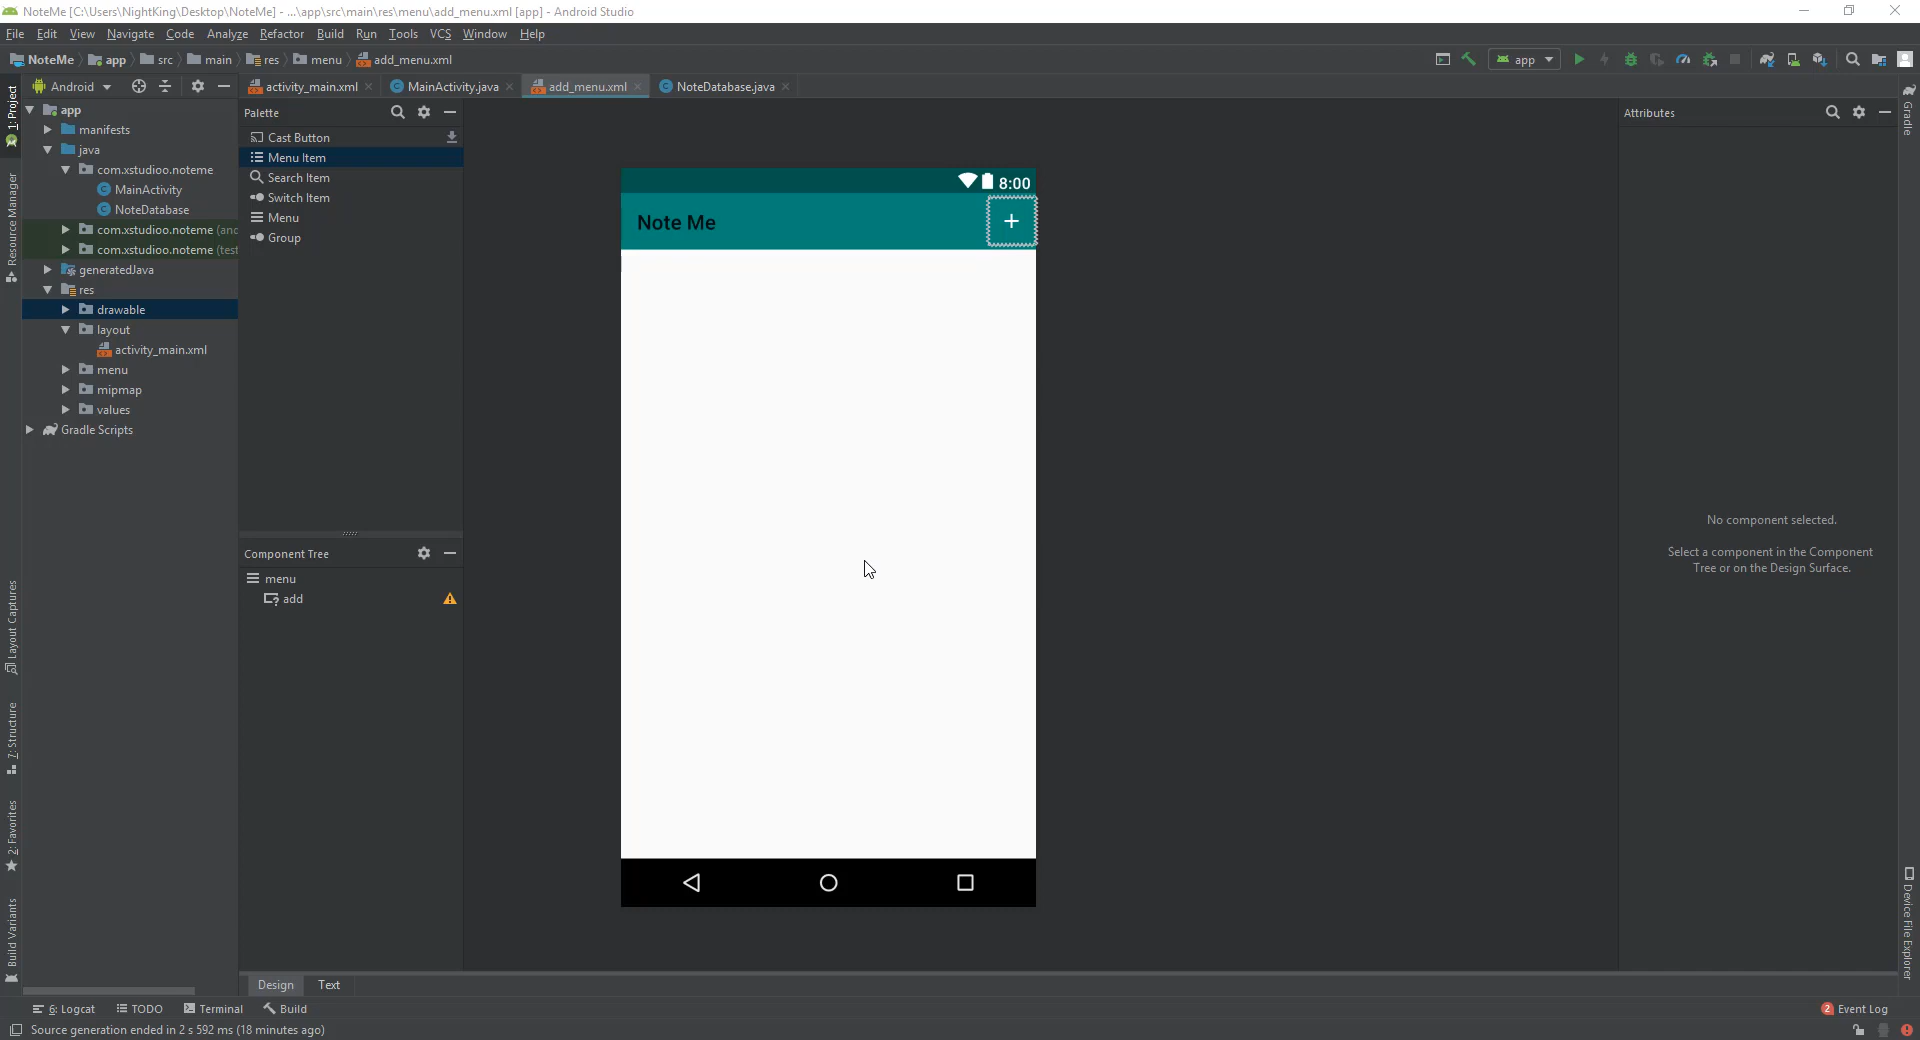 NoteMe [C:\Users\NightKing\Desktop\NoteMe] - ...\app\src\main\res\menu\add_menu.xml [app] - Android Studio
File Edit View Navigate Code Analyze Refactor Build Run Tools VCS Window Help
NoteMe app src main res menu add_menu.xml app
Android activity_main.xml MainActivity.java add_menu.xml NoteDatabase.java
1: Project
Resource Manager
Layout Captures
7: Structure
2: Favorites
Build Variants
app
manifests
java
com.xstudioo.noteme
MainActivity
NoteDatabase
com.xstudioo.noteme (and
com.xstudioo.noteme (test
generatedJava
res
drawable
layout
activity_main.xml
menu
mipmap
values
Gradle Scripts
Palette
Cast Button
Menu Item
Search Item
Switch Item
Menu
Group
Component Tree
menu
add
8:00
Note Me
Attributes
No component selected.
Select a component in the Component
Tree or on the Design Surface.
Gradle
Device File Explorer
Design Text
6: Logcat TODO Terminal Build
2 Event Log
Source generation ended in 2 s 592 ms (18 minutes ago)